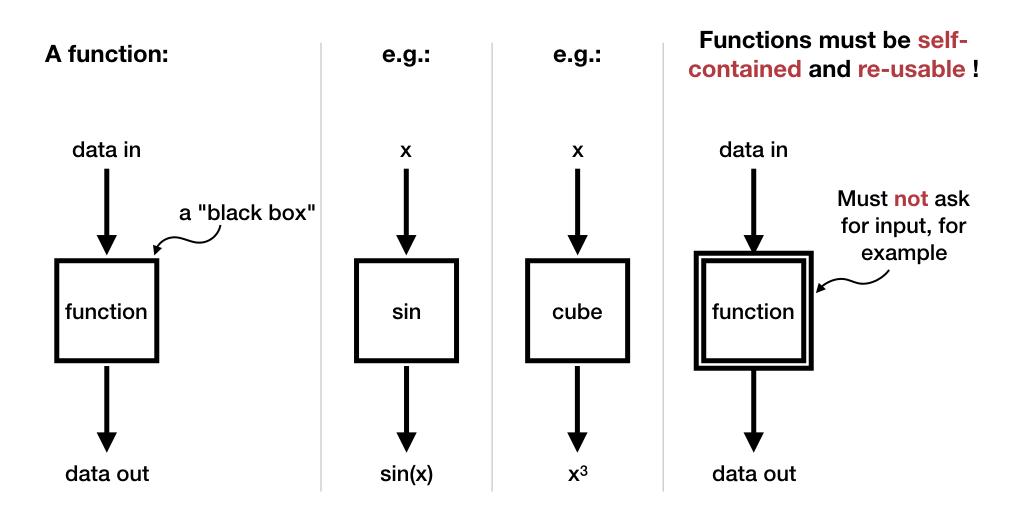 A function:
data in
a "black box"
function
data out
e.g.:
x
sin
sin(x)
e.g.:
x
cube
x³
Functions must be self-
contained and re-usable !
data in
Must not ask
for input, for
example
function
data out